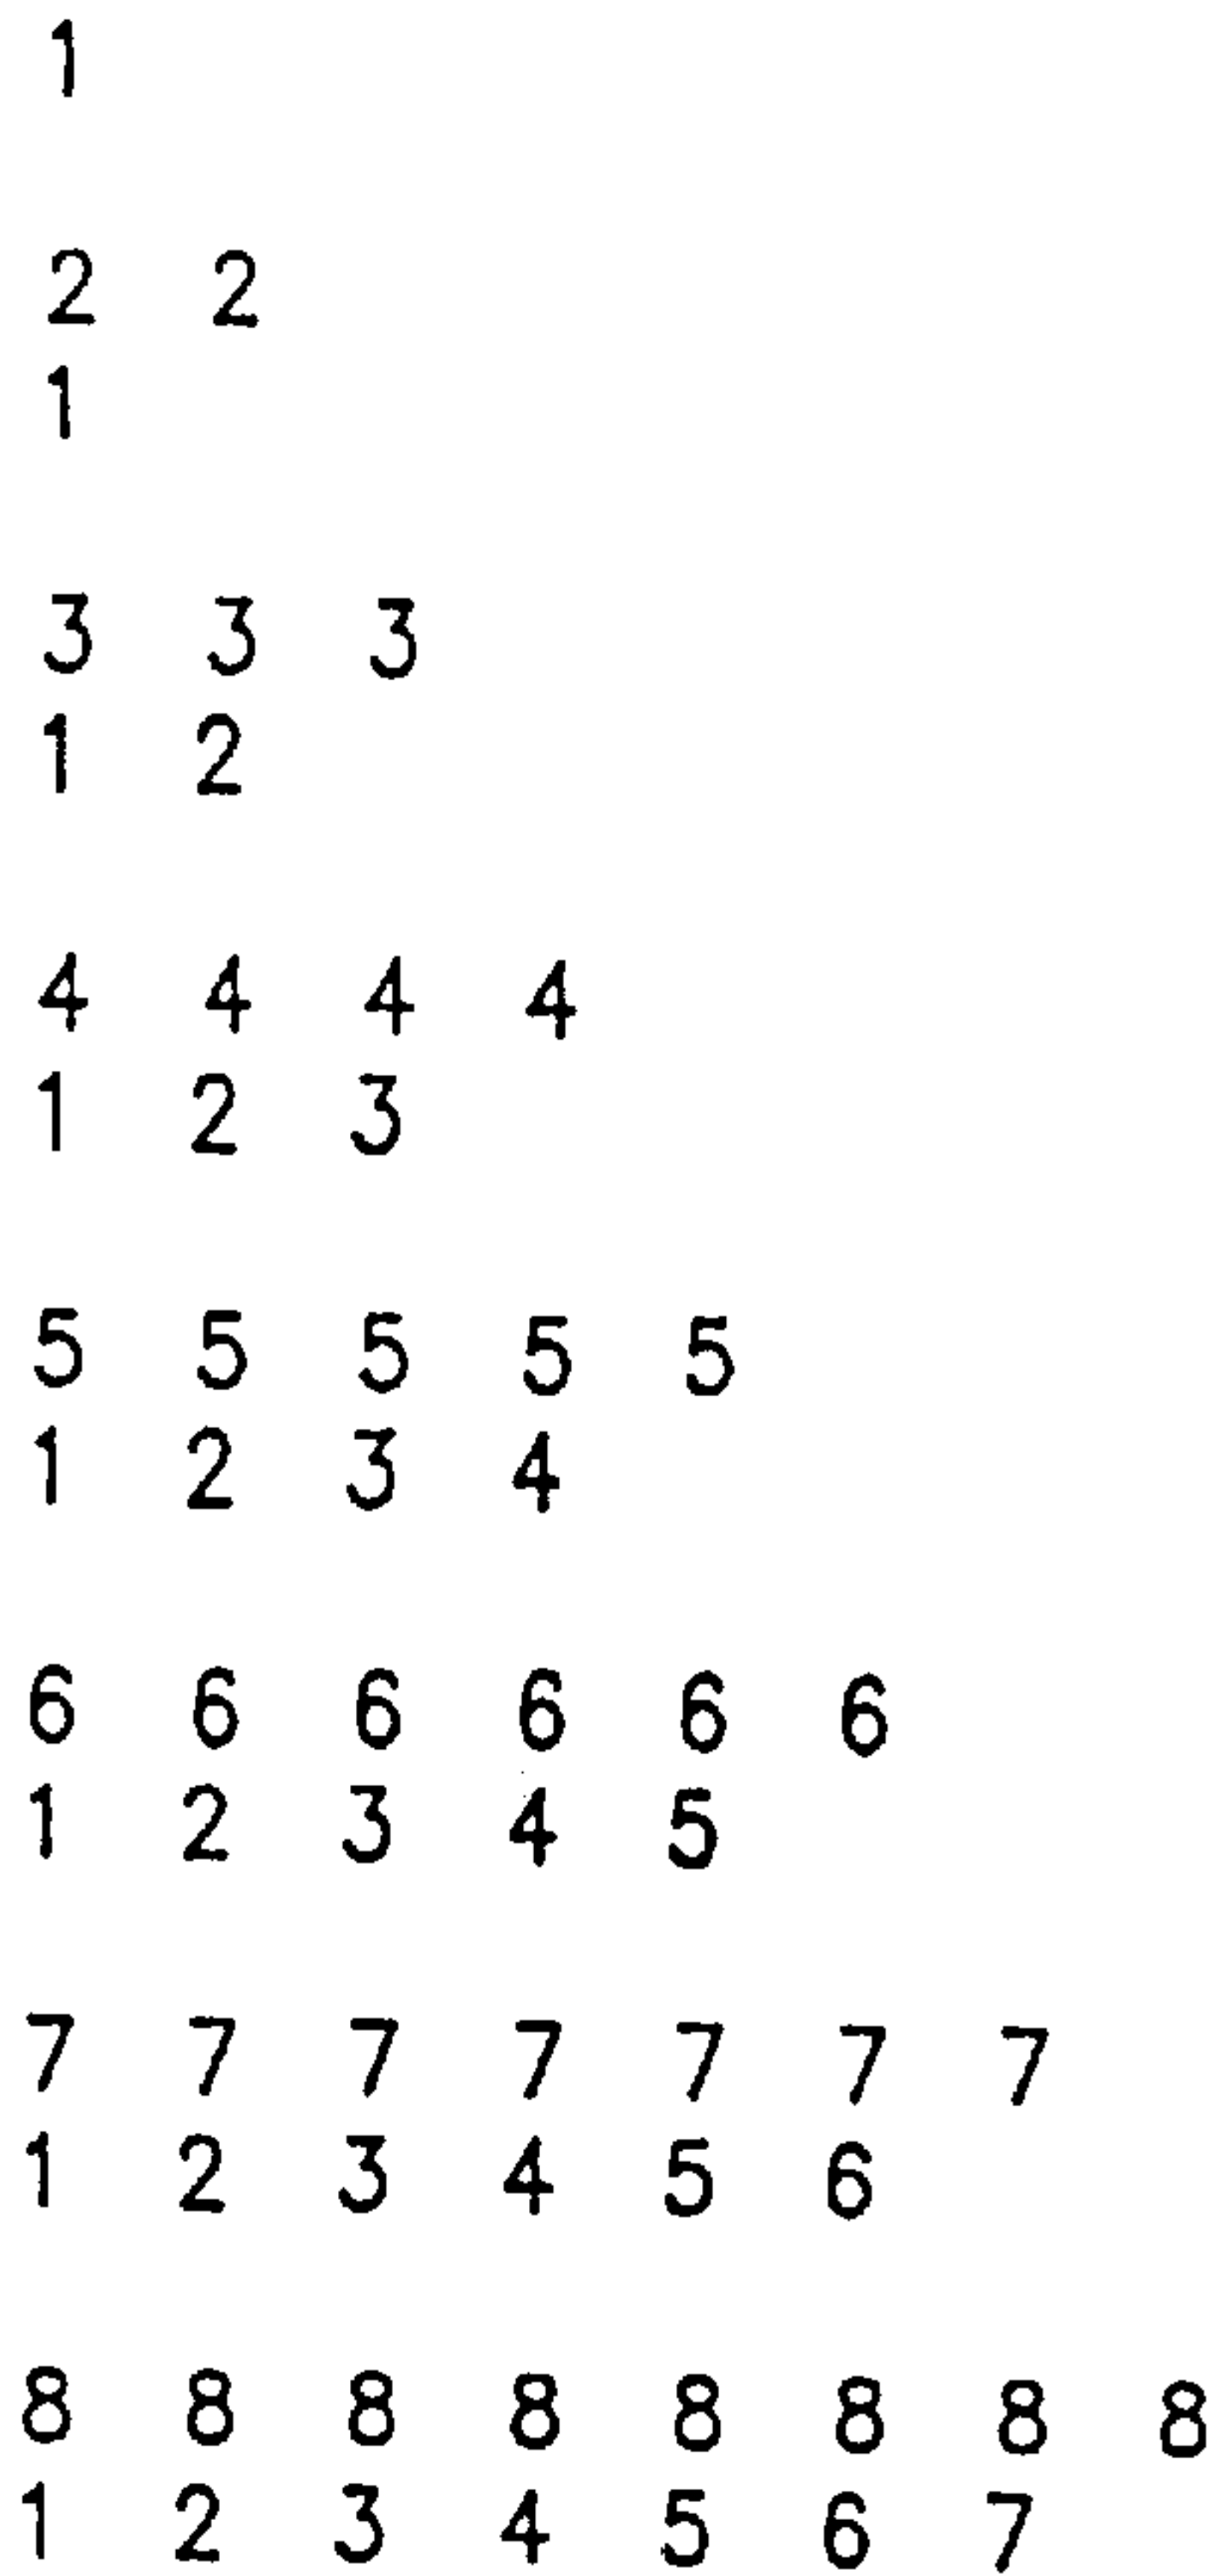 1
2 2
1
3 3 3
1 2
4 4 4 4
1 2 3
5 5 5 5 5
1 2 3 4
6 6 6 6 6 6
1 2 3 4 5
7 7 7 7 7 7 7
1 2 3 4 5 6
8 8 8 8 8 8 8 8
1 2 3 4 5 6 7